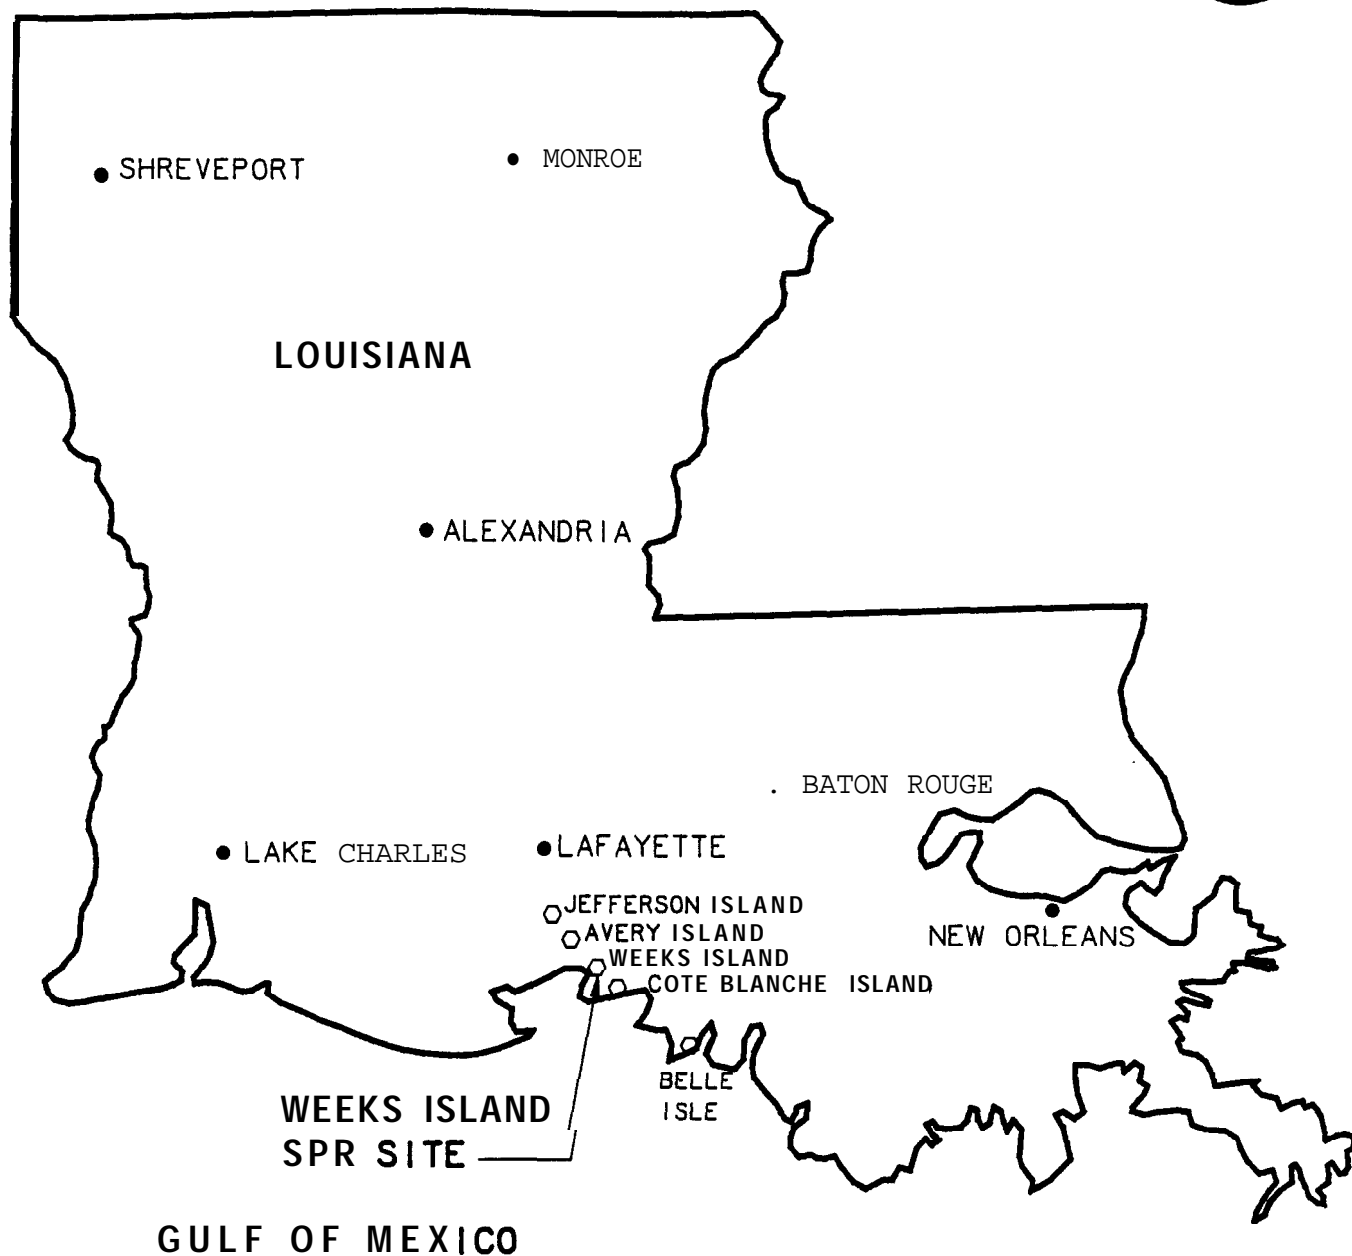 SHREVEPORT
MONROE
LOUISIANA
ALEXANDRIA
BATON ROUGE
LAKE CHARLES
LAFAYETTE
JEFFERSON ISLAND
AVERY ISLAND
NEW ORLEANS
WEEKS ISLAND
COTE BLANCHE ISLAND
BELLE
ISLE
WEEKS ISLAND
SPR SITE
GULF OF MEXICO